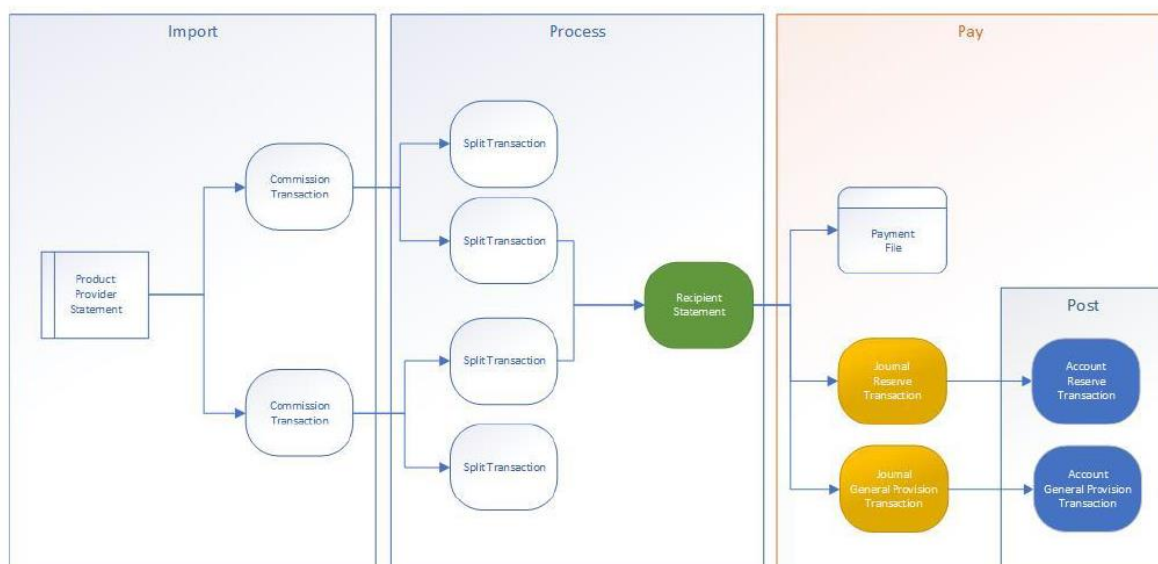 Import
Process
Pay
Product
Provider
Statement
Commission
Transaction
Commission
Transaction
Split Transaction
Split Transaction
Split Transaction
Split Transaction
Recipient
Statement
Payment
File
Journal
Reserve
Transaction
Journal
General Provision
Transaction
Post
Account
Reserve
Transaction
Account
General Provision
Transaction